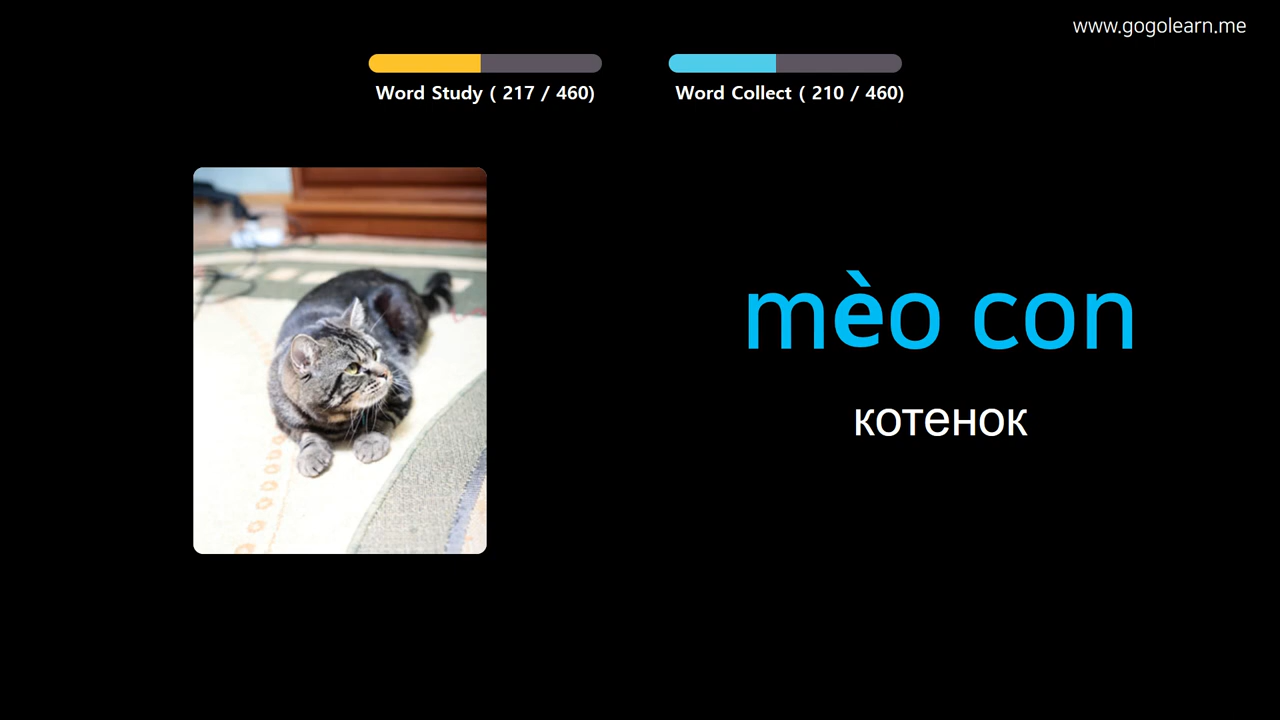 www.gogolearn.me
Word Study ( 217 / 460)
Word Collect ( 210 / 460)
mèo con
котенок